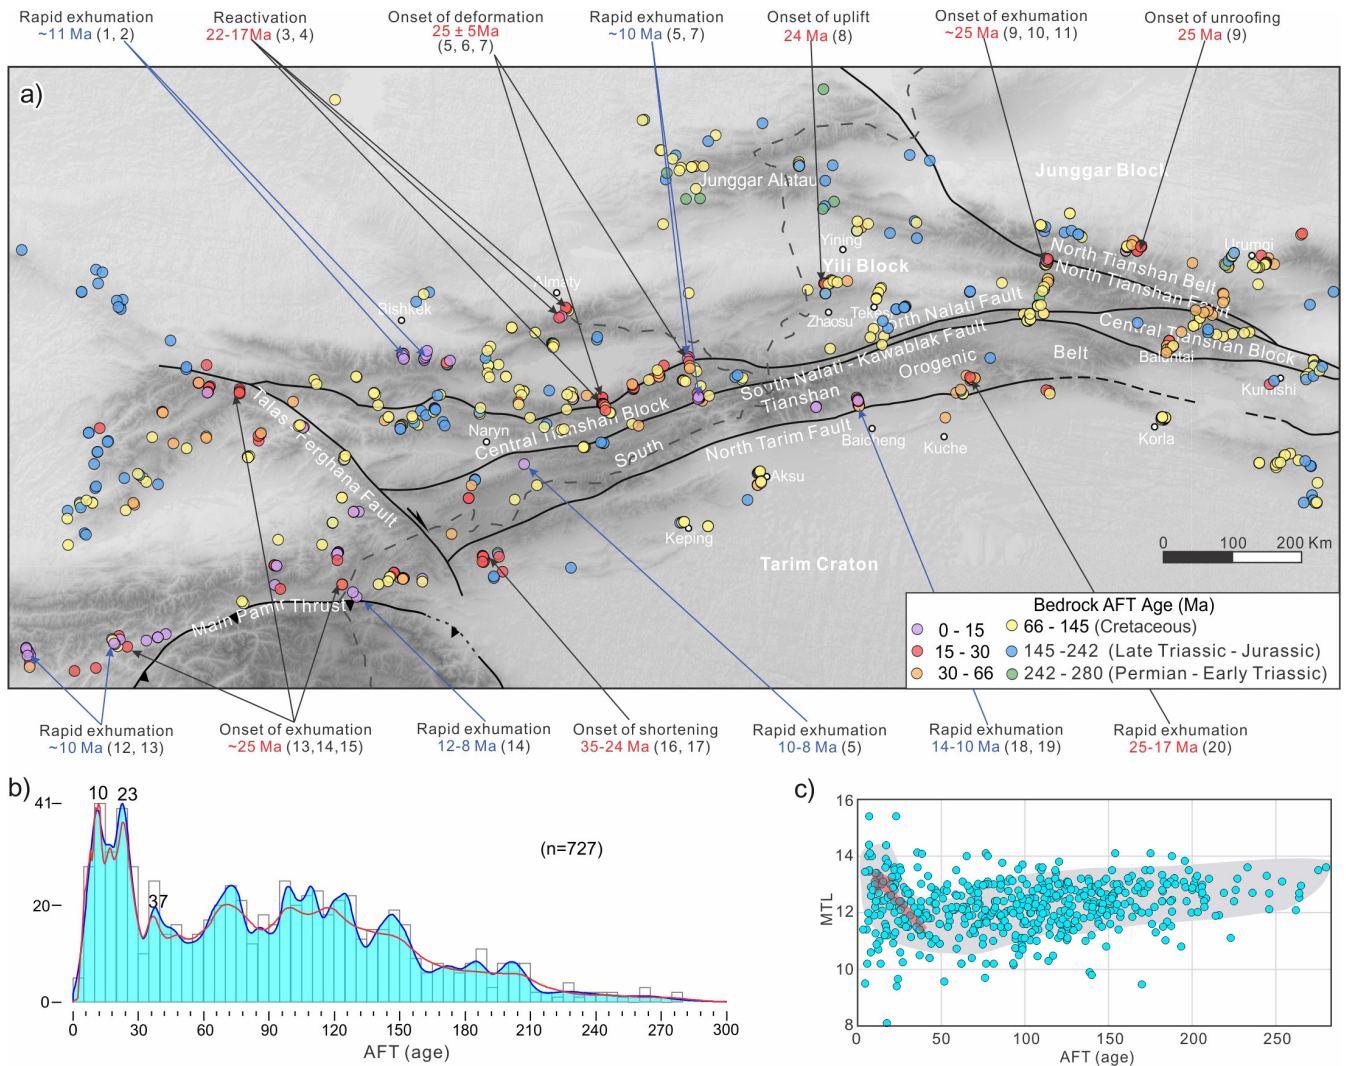 Rapid exhumation
~11 Ma (1, 2)
Reactivation
22-17Ma (3, 4)
Onset of deformation
25 ± 5Ma
(5, 6, 7)
Rapid exhumation
~10 Ma (5, 7)
Onset of uplift
24 Ma (8)
Onset of exhumation
~25 Ma (9, 10, 11)
Onset of unroofing
25 Ma (9)
a)
Junggar Alatau
Junggar Block
Yining
Yili Block
Urumqi
North Tianshan Belt
North Tianshan Fault
Almaty
Bishkek
Zhaosu
Tekes
North Nalati Fault
Central Tianshan Block
Baluntai
Kumishi
South Nalati - Kawablak Fault
Orogenic
Belt
Tianshan
Talas Ferghana Fault
Naryn
Central Tianshan Block
South
North Tarim Fault
Baicheng
Kuche
Korla
Aksu
Keping
Tarim Craton
0 100 200 Km
Main Pamir Thrust
Bedrock AFT Age (Ma)
0 - 15
66 - 145 (Cretaceous)
15 - 30
145 -242 (Late Triassic - Jurassic)
30 - 66
242 - 280 (Permian - Early Triassic)
Rapid exhumation
~10 Ma (12, 13)
Onset of exhumation
~25 Ma (13,14,15)
Rapid exhumation
12-8 Ma (14)
Onset of shortening
35-24 Ma (16, 17)
Rapid exhumation
10-8 Ma (5)
Rapid exhumation
14-10 Ma (18, 19)
Rapid exhumation
25-17 Ma (20)
b)
10
23
37
(n=727)
41
20
0
0 30 60 90 120 150 180 210 240 270 300
AFT (age)
c)
16
14
12
10
8
MTL
0 50 100 150 200 250
AFT (age)